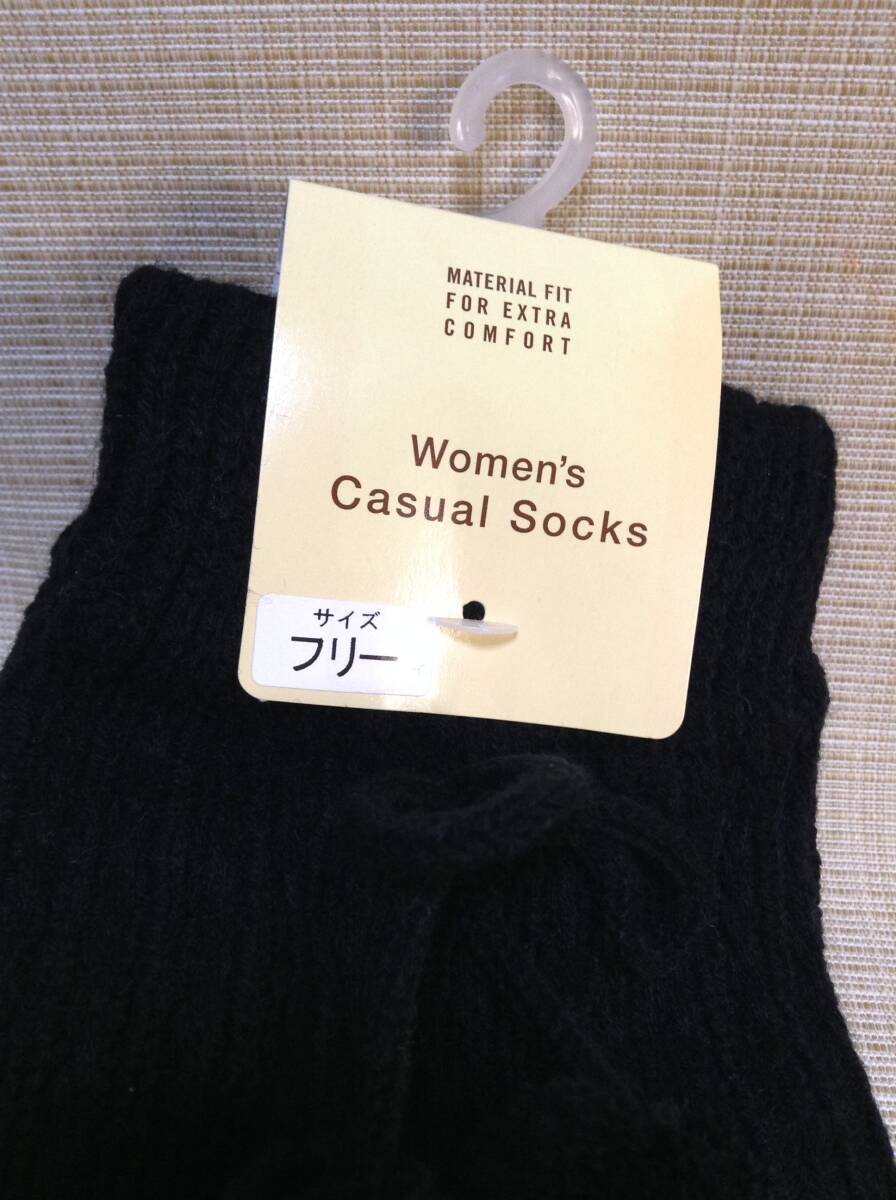 MATERIAL FIT
FOR EXTRA
COMFORT
Women's
Casual Socks
サイズ
フリー